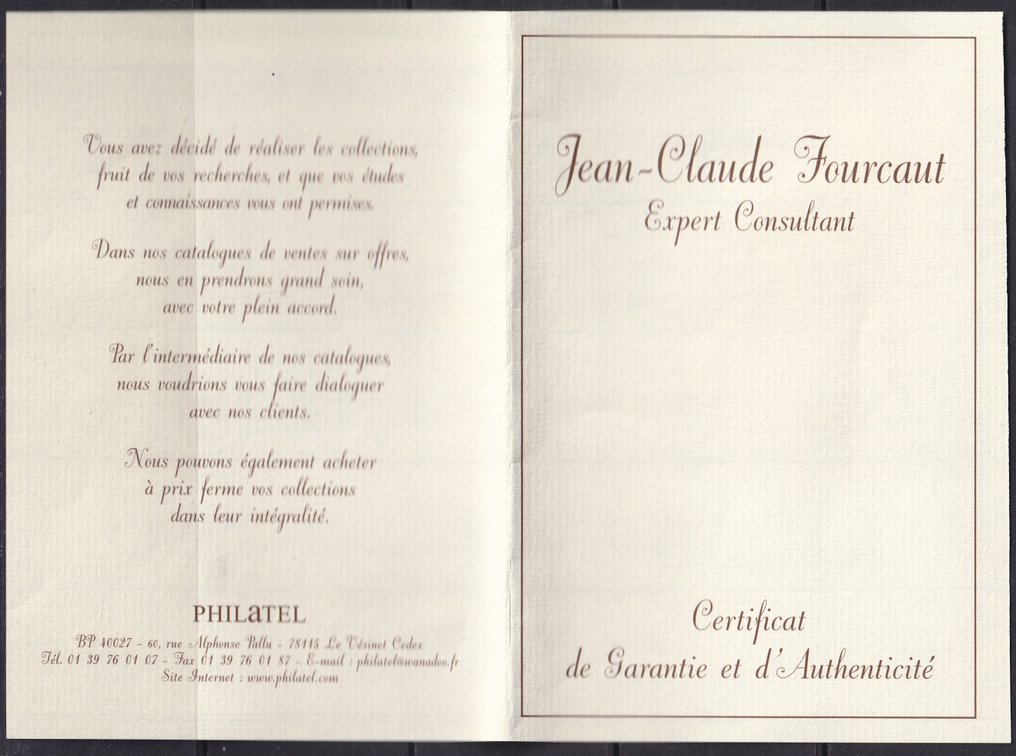 Vous avez décidé de réaliser les collections,
fruit de vos recherches, et que vos études
et connaissances vous ont permises.
Dans nos catalogues de ventes sur offres,
nous en prendrons grand soin,
avec votre plein accord.
Par l'intermédiaire de nos catalogues,
nous voudrions vous faire dialoguer
avec nos clients.
Nous pouvons également acheter
à prix ferme vos collections
dans leur intégralité.
PHILaTEL
BP 40027 - 60, rue Alphonse Pallu - 78115 Le Vésinet Cedex
Tél. 01 39 76 01 07 - Fax 01 39 76 01 87 - E-mail : philatel@wanadoo.fr
Site Internet : www.philatel.com
Jean-Claude Fourcaut
Expert Consultant
Certificat
de Garantie et d'Authenticité